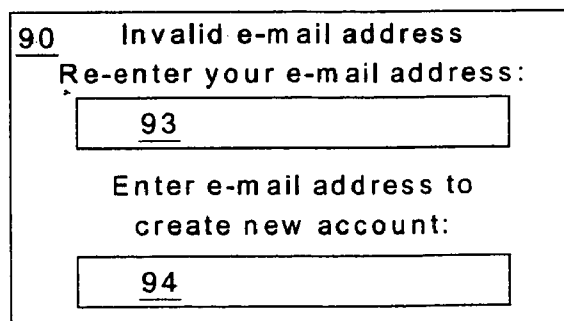 90 Invalid e-mail address
Re-enter your e-mail address:
93
Enter e-mail address to
create new account:
94